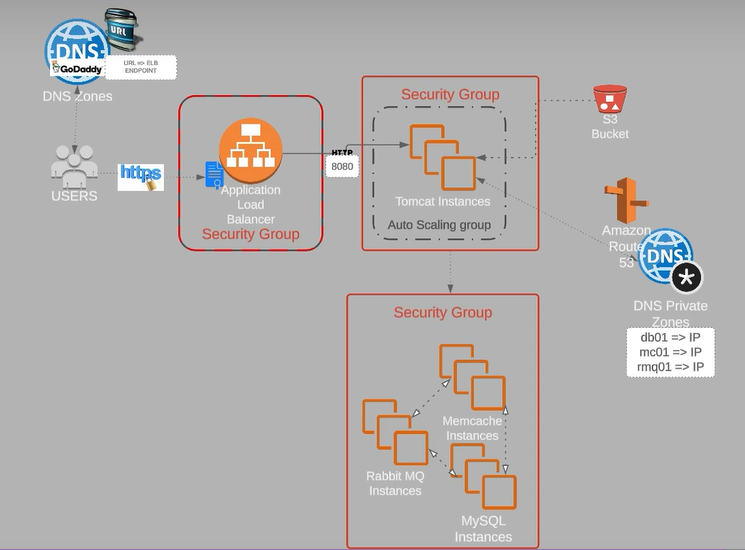 URL
DNS
GoDaddy
URL => ELB
ENDPOINT
DNS Zones
USERS
https
Application
Load
Balancer
Security Group
HTTP
8080
Security Group
Tomcat Instances
Auto Scaling group
S3
Bucket
Amazon
Route
53
DNS
*
DNS Private
Zones
db01 => IP
mc01 => IP
rmq01 => IP
Security Group
Memcache
Instances
Rabbit MQ
Instances
MySQL
Instances